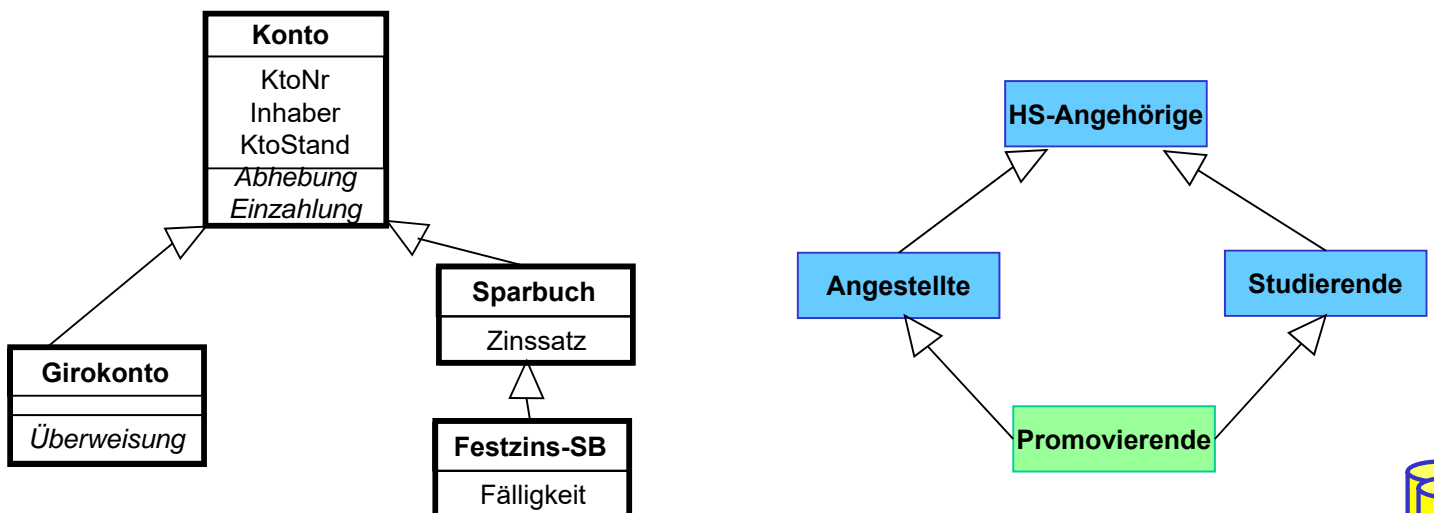 Konto
KtoNr
Inhaber
KtoStand
Abhebung
Einzahlung
Girokonto
Überweisung
Sparbuch
Zinssatz
Festzins-SB
Fälligkeit
HS-Angehörige
Angestellte
Studierende
Promovierende